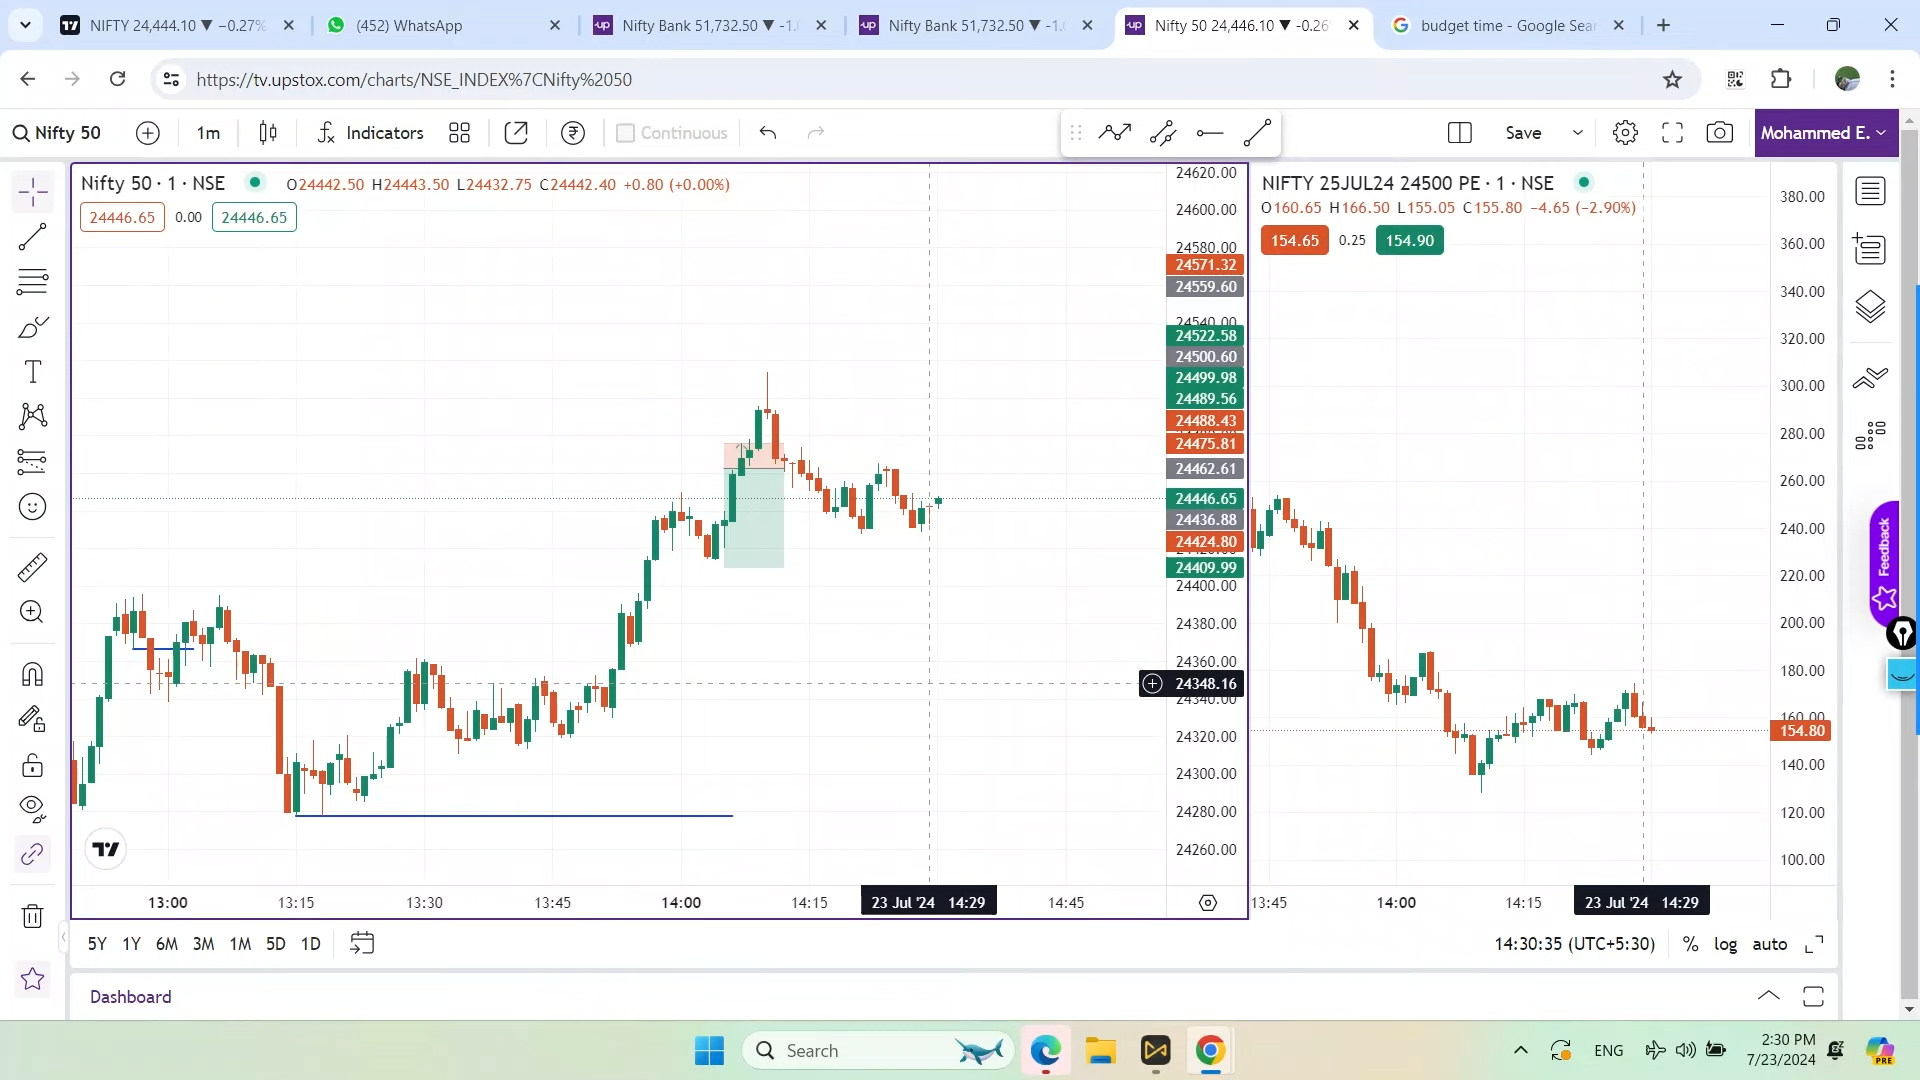 NIFTY 24,444.10 ▼ −0.27%
(452) WhatsApp
Nifty Bank 51,732.50 ▼ -1.
Nifty Bank 51,732.50 ▼ -1.
Nifty 50 24,446.10 ▼ -0.26
budget time - Google Sear
https://tv.upstox.com/charts/NSE_INDEX%7CNifty%2050
Nifty 50
1m
Indicators
Continuous
Save
Mohammed E.
Nifty 50 · 1 · NSE
O24442.50 H24443.50 L24432.75 C24442.40 +0.80 (+0.00%)
24446.65 0.00 24446.65
NIFTY 25JUL24 24500 PE · 1 · NSE
O160.65 H166.50 L155.05 C155.80 −4.65 (−2.90%)
154.65 0.25 154.90
24620.00
24600.00
24580.00
24571.32
24559.60
24540.00
24522.58
24500.60
24499.98
24489.56
24488.43
24475.81
24462.61
24446.65
24436.88
24424.80
24409.99
24400.00
24380.00
24360.00
24348.16
24340.00
24320.00
24300.00
24280.00
24260.00
380.00
360.00
340.00
320.00
300.00
280.00
260.00
240.00
220.00
200.00
180.00
160.00
154.80
140.00
120.00
100.00
Feedback
13:00 13:15 13:30 13:45 14:00 14:15 23 Jul '24 14:29 14:45
13:45 14:00 14:15 23 Jul '24 14:29
5Y 1Y 6M 3M 1M 5D 1D
14:30:35 (UTC+5:30) % log auto
Dashboard
Search
ENG
2:30 PM
7/23/2024
PRE